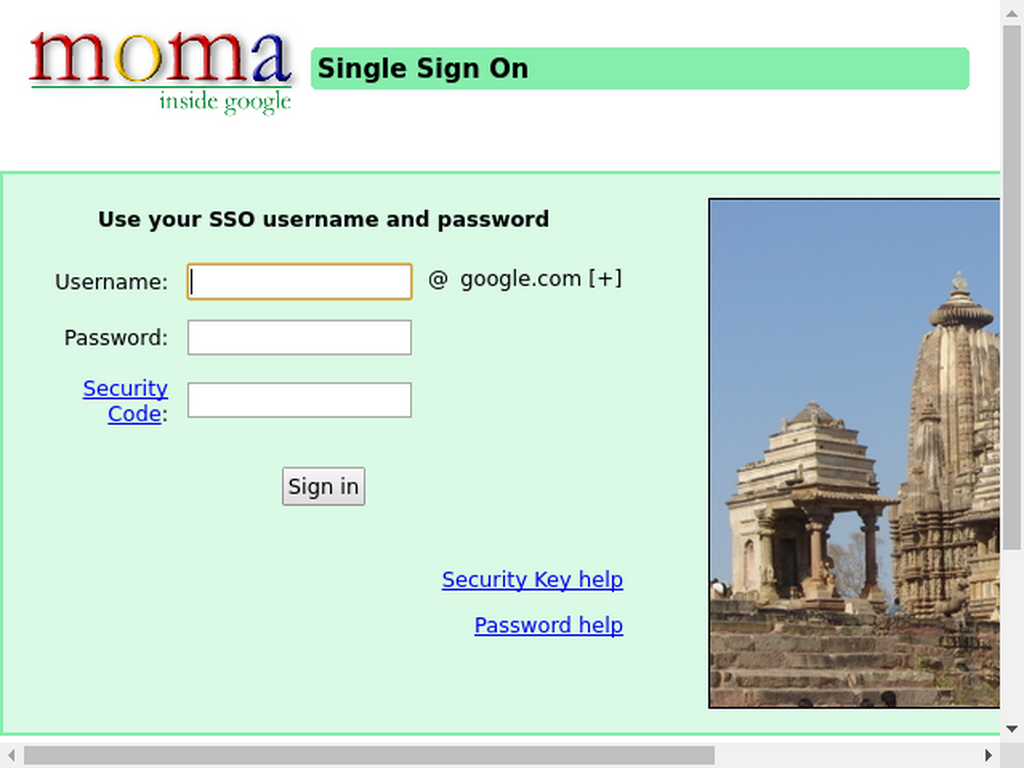 moma
inside google
Single Sign On
Use your SSO username and password
Username:
@ google.com [+]
Password:
Security
Code:
Sign in
Security Key help
Password help